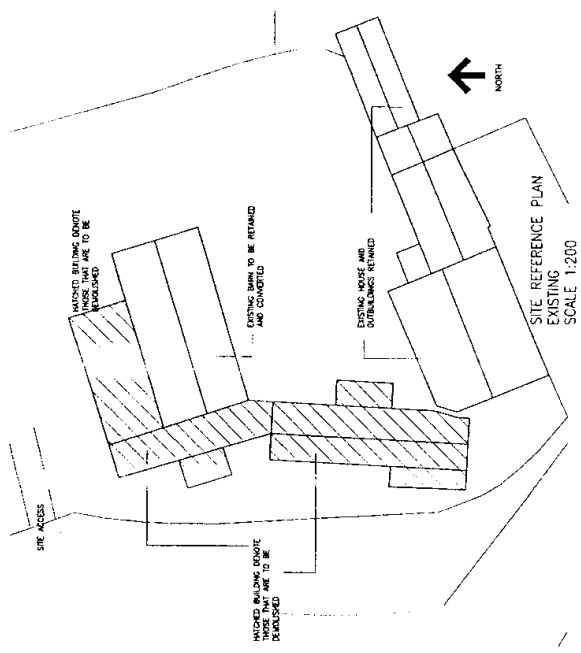 NORTH
HATCHED BUILDING DENOTE
THOSE THAT ARE TO BE
DEMOLISHED
EXISTING BARN TO BE RETAINED
AND CONVERTED
EXISTING HOUSE AND
OUTBUILDINGS RETAINED
SITE REFERENCE PLAN
EXISTING
SCALE 1:200
SITE ACCESS
HATCHED BUILDING DENOTE
THOSE THAT ARE TO BE
DEMOLISHED